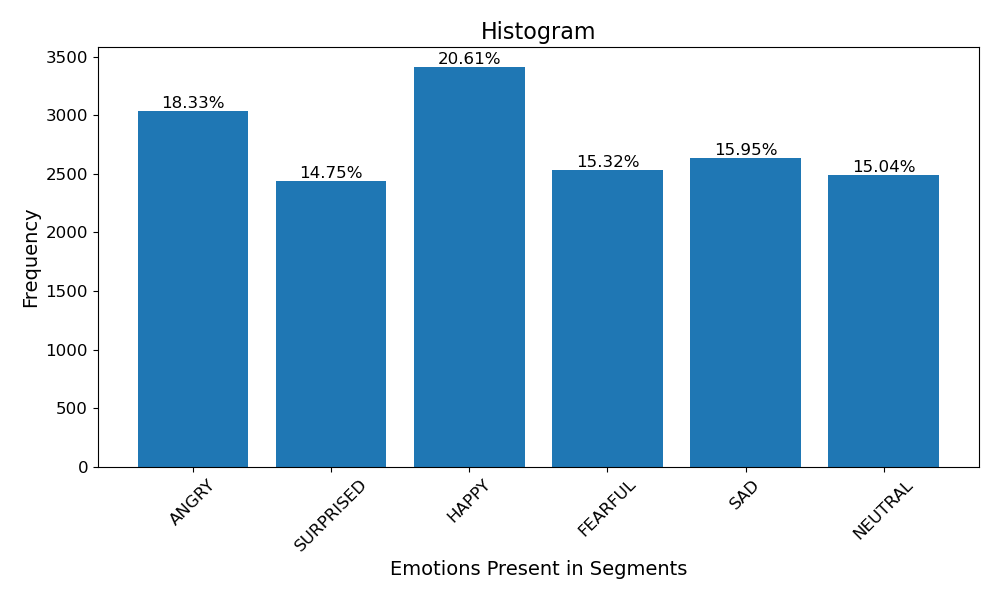 Histogram
20.61%
18.33%
15.95%
15.32%
15.04%
14.75%
3500
3000
2500
2000
1500
1000
500
0
Frequency
ANGRY
SURPRISED
HAPPY
FEARFUL
SAD
NEUTRAL
Emotions Present in Segments